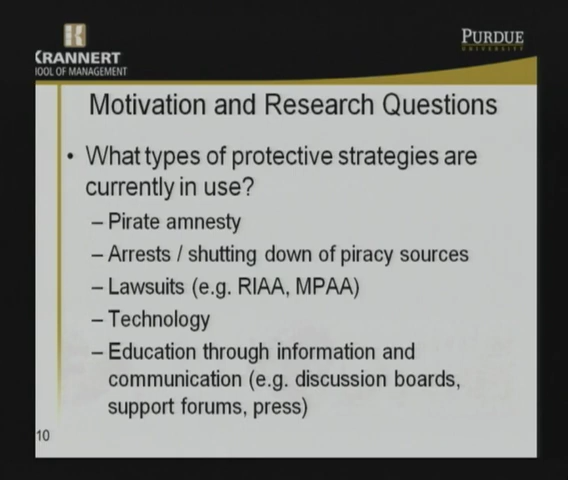 KRANNERT
OOL OF MANAGEMENT
PURDUE
UNIVERSITY
Motivation and Research Questions
• What types of protective strategies are
currently in use?
– Pirate amnesty
– Arrests / shutting down of piracy sources
– Lawsuits (e.g. RIAA, MPAA)
– Technology
– Education through information and
communication (e.g. discussion boards,
support forums, press)
10